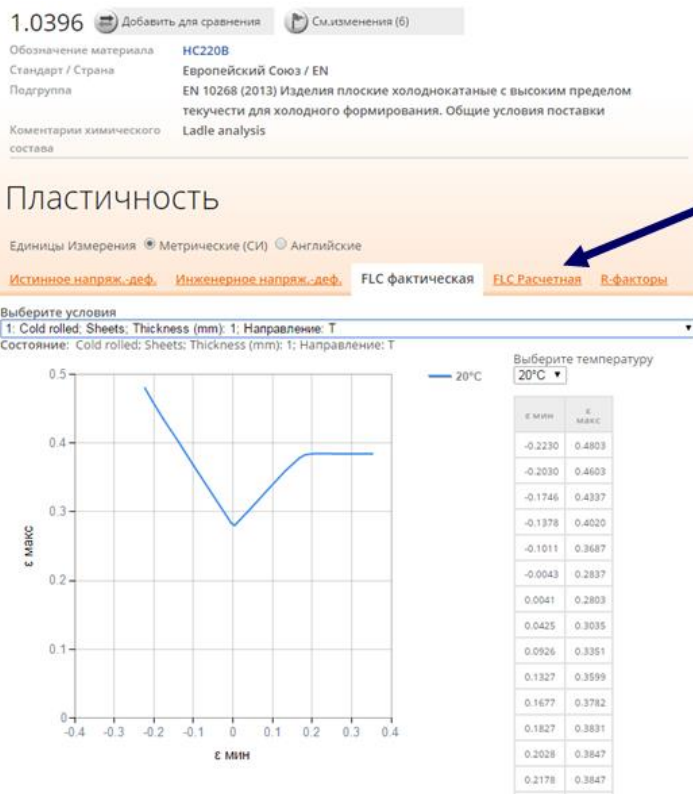 1.0396 Добавить для сравнения См.изменения (6)
Обозначение материала HC220B
Стандарт / Страна Европейский Союз / EN
Подгруппа EN 10268 (2013) Изделия плоские холоднокатаные с высоким пределом
текучести для холодного формирования. Общие условия поставки
Коментарии химического Ladle analysis
состава
Пластичность
Единицы Измерения Метрические (СИ) Английские
Истинное напряж.-деф. Инженерное напряж.-деф. FLC фактическая FLC Расчетная R-факторы
Выберите условия
1: Cold rolled; Sheets; Thickness (mm): 1; Направление: T
Состояние: Cold rolled; Sheets; Thickness (mm): 1; Направление: T
Выберите температуру
20°C
20°C
ε мин ε макс
-0.2230 0.4803
-0.2030 0.4603
-0.1746 0.4337
-0.1378 0.4020
-0.1011 0.3687
-0.0043 0.2837
0.0041 0.2803
0.0425 0.3035
0.0926 0.3351
0.1327 0.3599
0.1677 0.3782
0.1827 0.3831
0.2028 0.3847
0.2178 0.3847
0.5
0.4
0.3
0.2
0.1
0
ε макс
-0.4 -0.3 -0.2 -0.1 0 0.1 0.2 0.3 0.4
ε мин